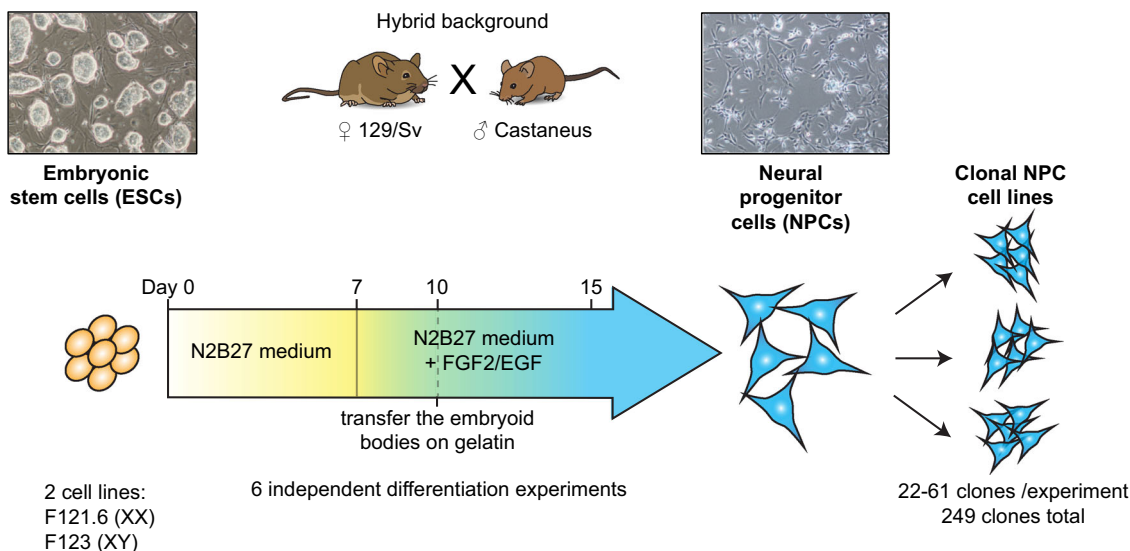 Hybrid background
X
♀ 129/Sv
♂ Castaneus
Embryonic
stem cells (ESCs)
Neural
progenitor
cells (NPCs)
Clonal NPC
cell lines
Day 0
7
10
15
N2B27 medium
N2B27 medium
+ FGF2/EGF
transfer the embryoid
bodies on gelatin
2 cell lines:
F121.6 (XX)
F123 (XY)
6 independent differentiation experiments
22-61 clones /experiment
249 clones total